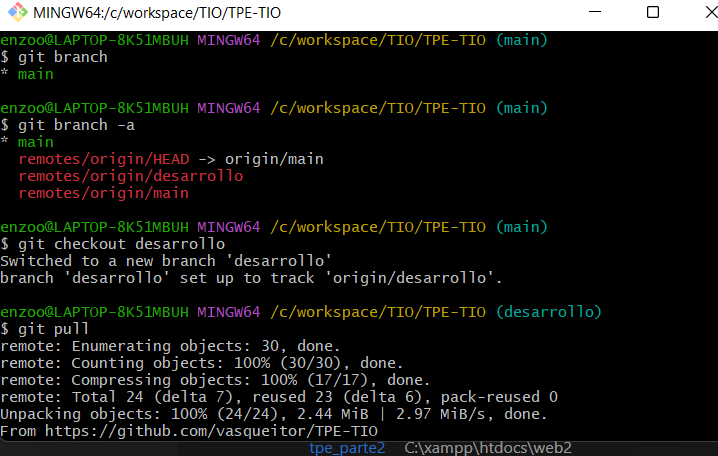 MINGW64:/c/workspace/TIO/TPE-TIO
enzoo@LAPTOP-8K51MBUH MINGW64 /c/workspace/TIO/TPE-TIO (main)
$ git branch
* main
enzoo@LAPTOP-8K51MBUH MINGW64 /c/workspace/TIO/TPE-TIO (main)
$ git branch -a
* main
  remotes/origin/HEAD -> origin/main
  remotes/origin/desarrollo
  remotes/origin/main
enzoo@LAPTOP-8K51MBUH MINGW64 /c/workspace/TIO/TPE-TIO (main)
$ git checkout desarrollo
Switched to a new branch 'desarrollo'
branch 'desarrollo' set up to track 'origin/desarrollo'.
enzoo@LAPTOP-8K51MBUH MINGW64 /c/workspace/TIO/TPE-TIO (desarrollo)
$ git pull
remote: Enumerating objects: 30, done.
remote: Counting objects: 100% (30/30), done.
remote: Compressing objects: 100% (17/17), done.
remote: Total 24 (delta 7), reused 23 (delta 6), pack-reused 0
Unpacking objects: 100% (24/24), 2.44 MiB | 2.97 MiB/s, done.
From https://github.com/vasqueitor/TPE-TIO
tpe_parte2 C:\xampp\htdocs\web2